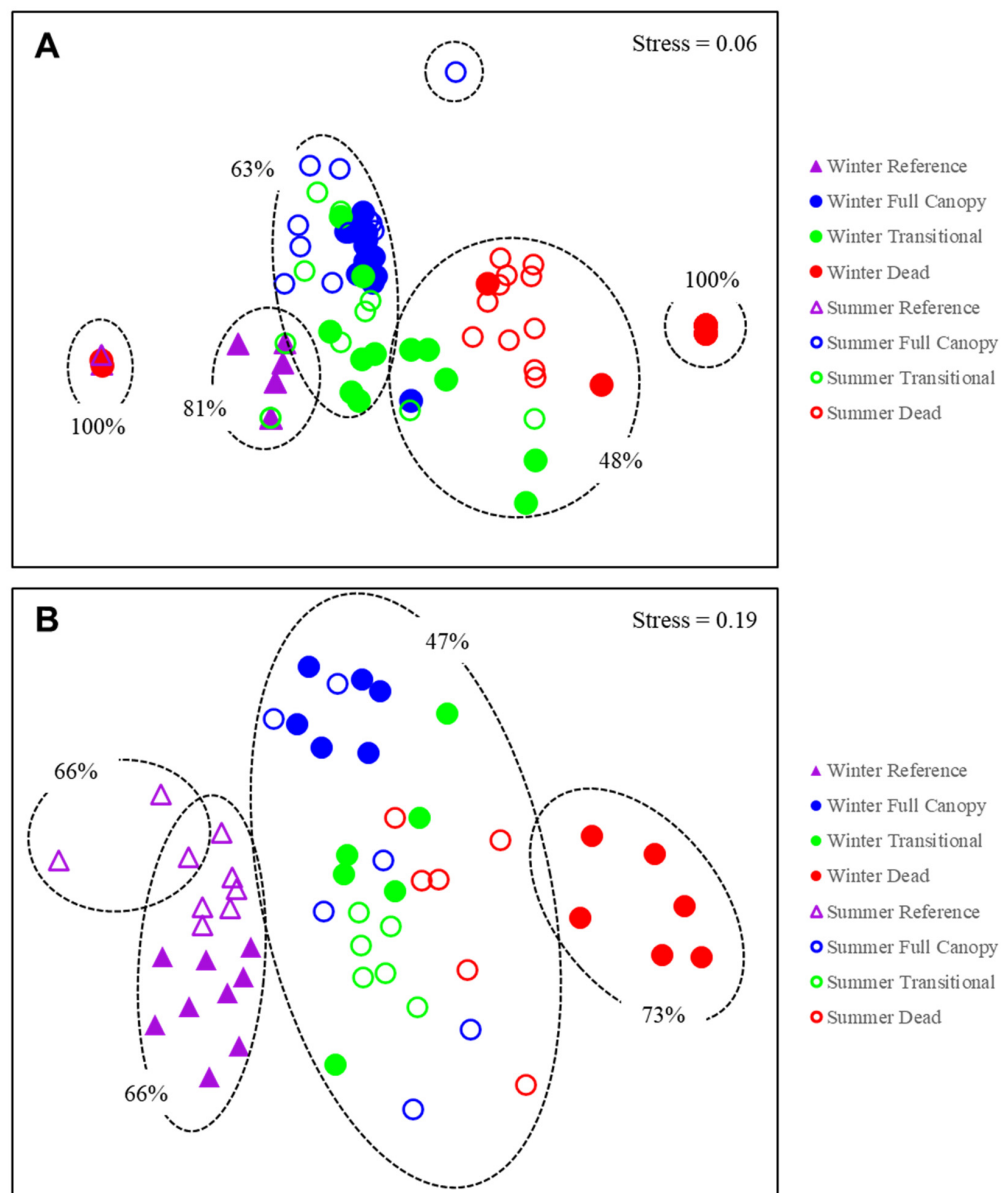 A
Stress = 0.06
63%
100%
81%
100%
48%
Winter Reference
Winter Full Canopy
Winter Transitional
Winter Dead
Summer Reference
Summer Full Canopy
Summer Transitional
Summer Dead
B
Stress = 0.19
47%
66%
73%
66%
Winter Reference
Winter Full Canopy
Winter Transitional
Winter Dead
Summer Reference
Summer Full Canopy
Summer Transitional
Summer Dead